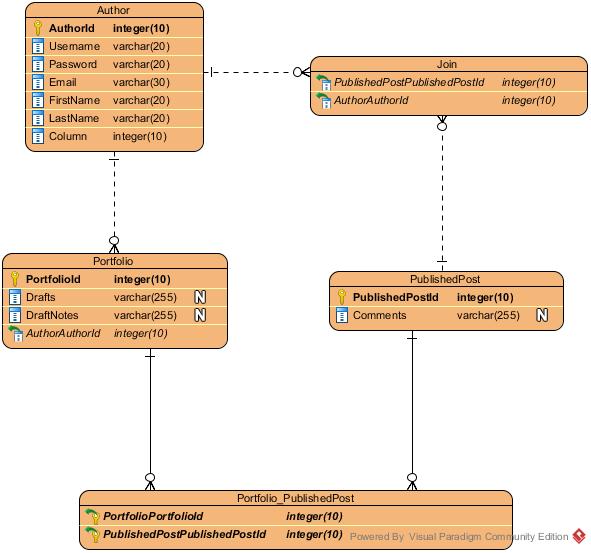 Author
AuthorId integer(10)
Username varchar(20)
Password varchar(20)
Email varchar(30)
FirstName varchar(20)
LastName varchar(20)
Column integer(10)
Join
PublishedPostPublishedPostId integer(10)
AuthorAuthorId integer(10)
Portfolio
PortfolioId integer(10)
Drafts varchar(255) N
DraftNotes varchar(255) N
AuthorAuthorId integer(10)
PublishedPost
PublishedPostId integer(10)
Comments varchar(255) N
Portfolio_PublishedPost
PortfolioPortfolioId integer(10)
PublishedPostPublishedPostId integer(10)
Powered By Visual Paradigm Community Edition